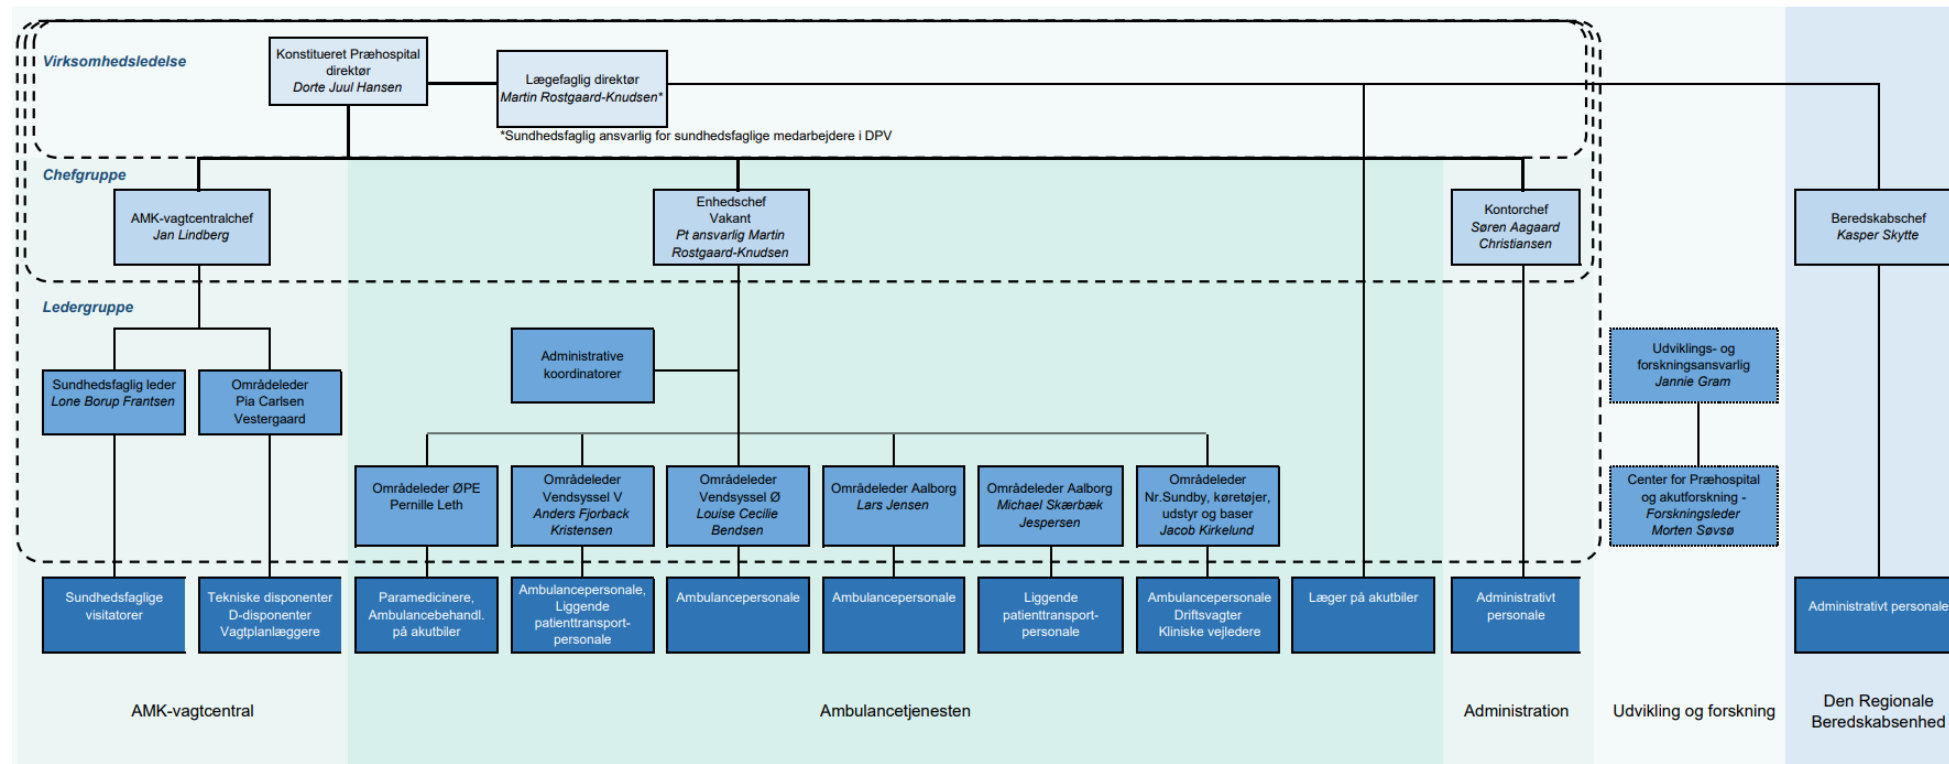 Virksomhedsledelse
Konstitueret Præhospital
direktør
Dorte Juul Hansen
Lægefaglig direktør
Martin Rostgaard-Knudsen*
*Sundhedsfaglig ansvarlig for sundhedsfaglige medarbejdere i DPV
Chefgruppe
AMK-vagtcentralchef
Jan Lindberg
Enhedschef
Vakant
Pt ansvarlig Martin
Rostgaard-Knudsen
Kontorchef
Søren Aagaard
Christiansen
Beredskabschef
Kasper Skytte
Ledergruppe
Administrative
koordinatorer
Udviklings- og
forskningsansvarlig
Jannie Gram
Sundhedsfaglig leder
Lone Borup Frantsen
Områdeleder
Pia Carlsen
Vestergaard
Områdeleder ØPE
Pernille Leth
Områdeleder
Vendsyssel V
Anders Fjorback
Kristensen
Områdeleder
Vendsyssel Ø
Louise Cecilie
Bendsen
Områdeleder Aalborg
Lars Jensen
Områdeleder Aalborg
Michael Skærbæk
Jespersen
Områdeleder
Nr.Sundby, køretøjer,
udstyr og baser
Jacob Kirkelund
Center for Præhospital
og akutforskning -
Forskningsleder
Morten Søvsø
Sundhedsfaglige
visitatorer
Tekniske disponenter
D-disponenter
Vagtplanlæggere
Paramedicinere,
Ambulancebehandl.
på akutbiler
Ambulancepersonale,
Liggende
patienttransport-
personale
Ambulancepersonale
Ambulancepersonale
Liggende
patienttransport-
personale
Ambulancepersonale
Driftsvagter
Kliniske vejledere
Læger på akutbiler
Administrativt
personale
Administrativt personale
AMK-vagtcentral
Ambulancetjenesten
Administration
Udvikling og forskning
Den Regionale
Beredskabsenhed